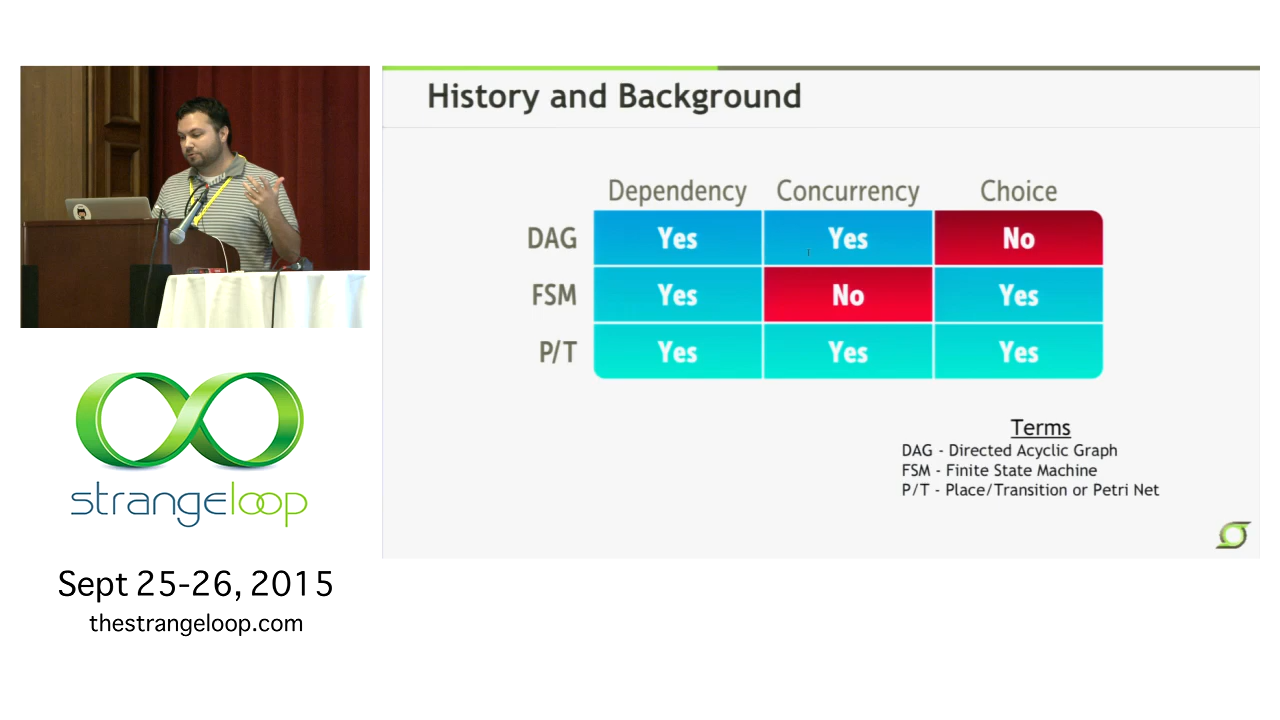 History and Background
Dependency Concurrency Choice
DAG Yes Yes No
FSM Yes No Yes
P/T Yes Yes Yes
Terms
DAG - Directed Acyclic Graph
FSM - Finite State Machine
P/T - Place/Transition or Petri Net
strangeloop
Sept 25-26, 2015
thestrangeloop.com